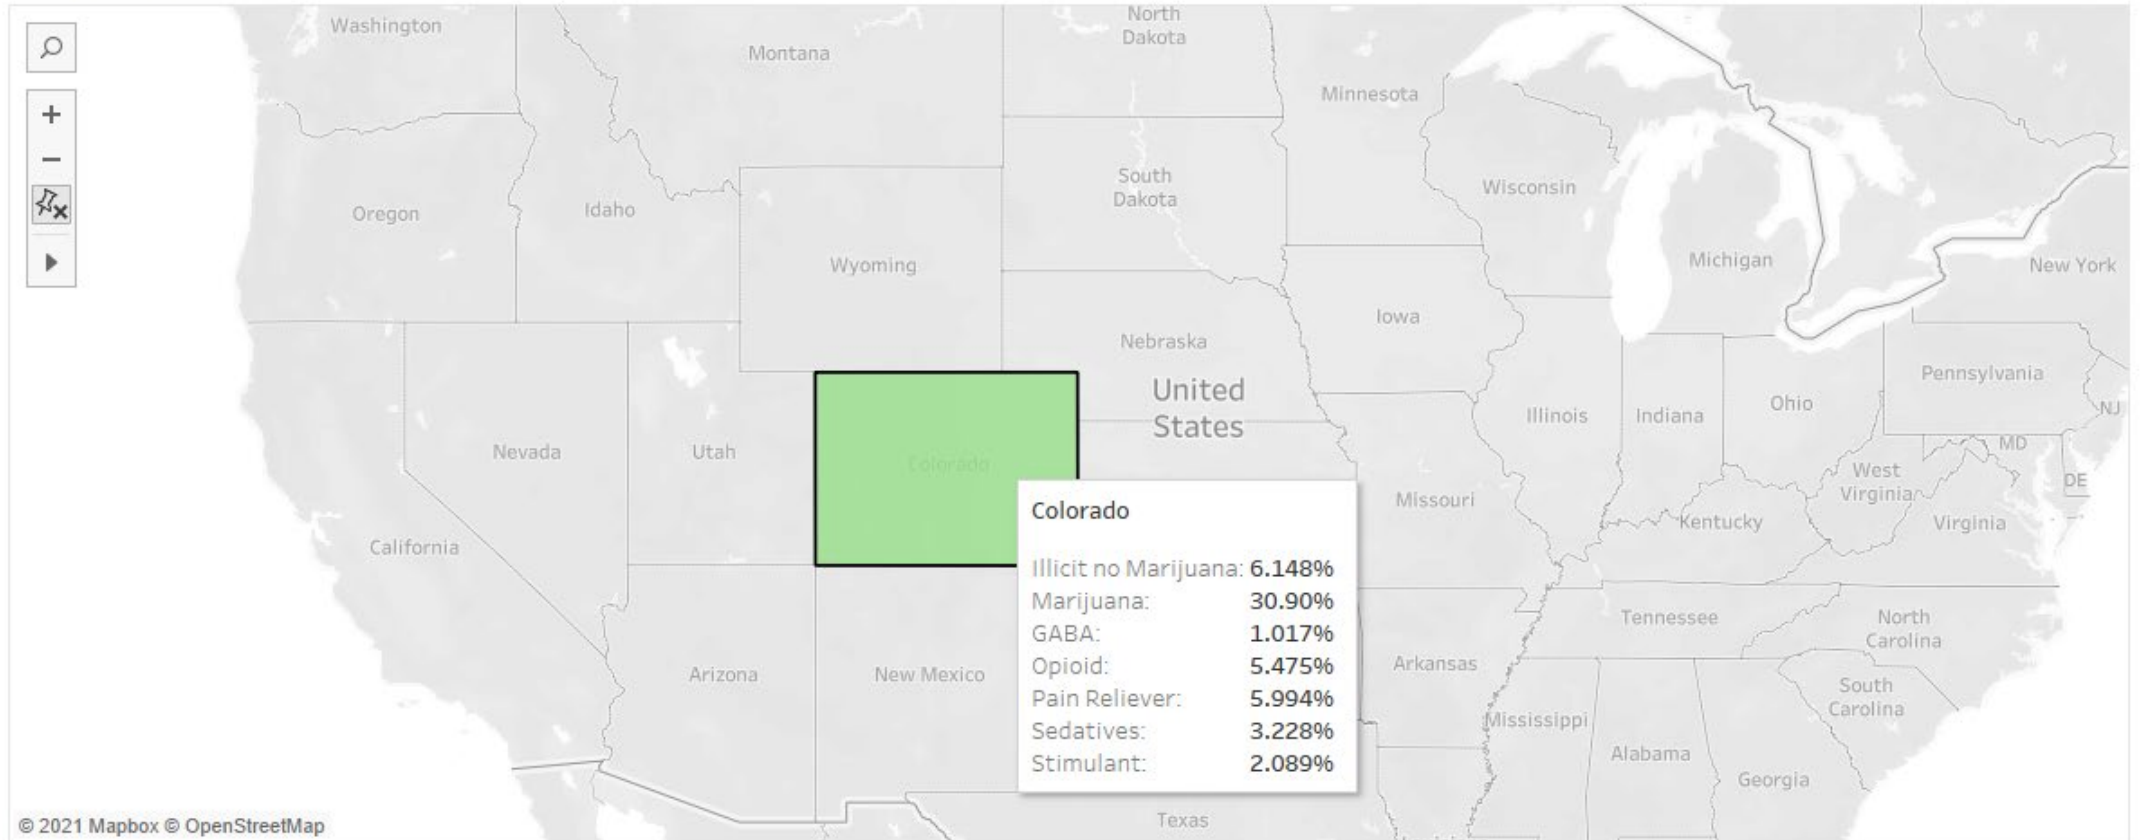 Washington
Montana
North
Dakota
Minnesota
Oregon
Idaho
South
Dakota
Wisconsin
Wyoming
Michigan
New York
Iowa
Nebraska
United
States
Pennsylvania
Nevada
Utah
Colorado
Illinois
Indiana
Ohio
NJ
MD
DE
West
Virginia
Missouri
Kentucky
Virginia
California
Colorado
Illicit no Marijuana: 6.148%
Marijuana: 30.90%
GABA: 1.017%
Opioid: 5.475%
Pain Reliever: 5.994%
Sedatives: 3.228%
Stimulant: 2.089%
Tennessee
North
Carolina
Arizona
New Mexico
Arkansas
South
Carolina
Mississippi
Alabama
Georgia
Texas
© 2021 Mapbox © OpenStreetMap